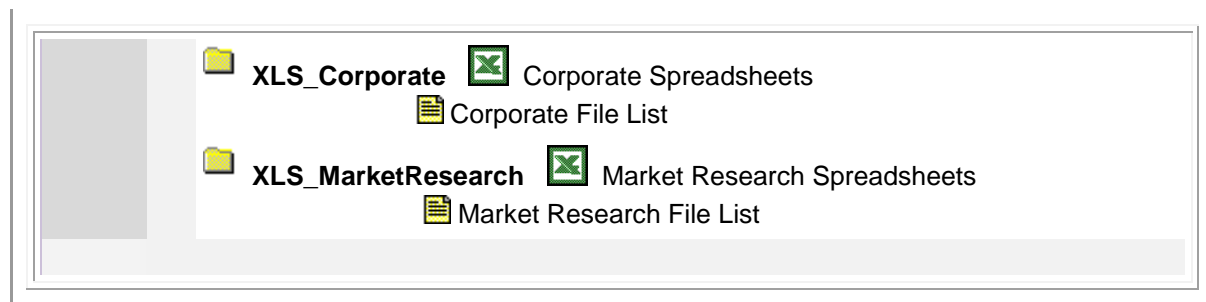 XLS_Corporate Corporate Spreadsheets
Corporate File List
XLS_MarketResearch Market Research Spreadsheets
Market Research File List